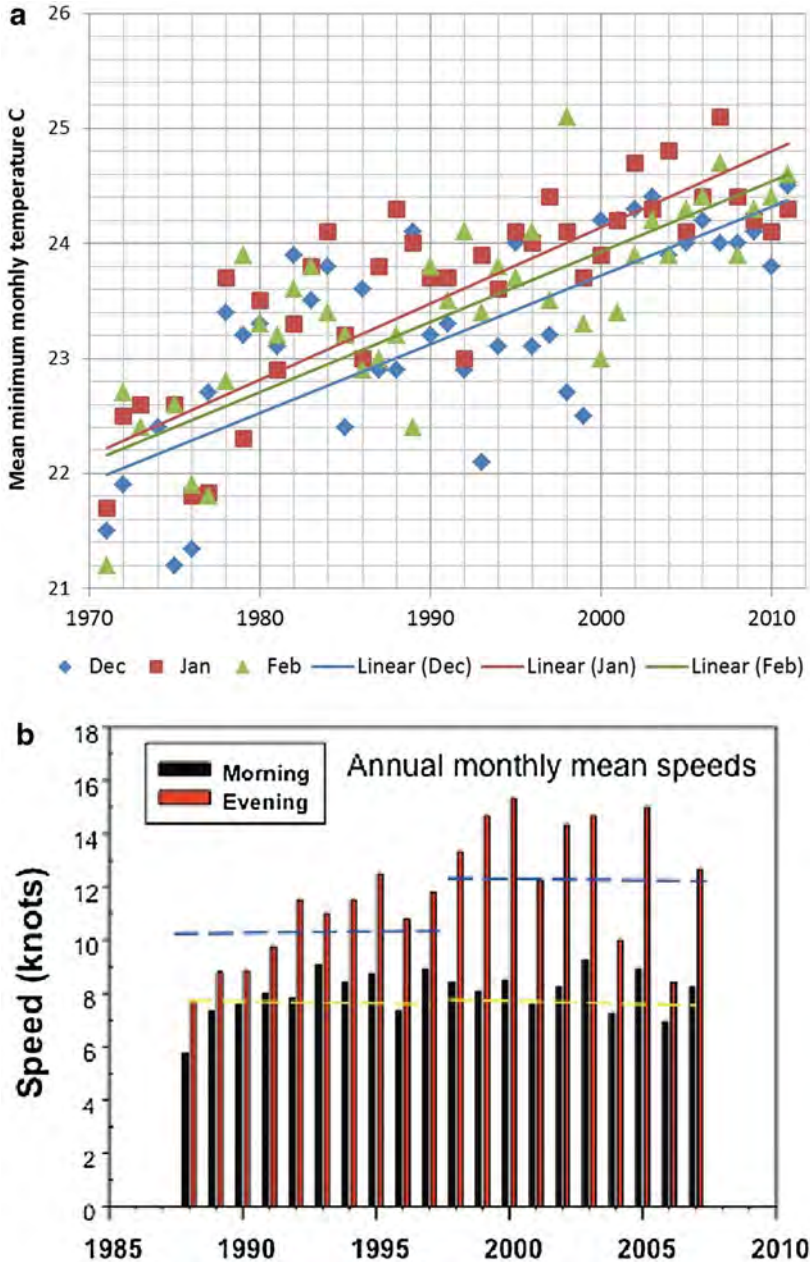 a
Mean minimum monhly temperature C
26
25
24
23
22
21
1970 1980 1990 2000 2010
Dec Jan Feb Linear (Dec) Linear (Jan) Linear (Feb)
b
Annual monthly mean speeds
Morning
Evening
Speed (knots)
18
16
14
12
10
8
6
4
2
0
1985 1990 1995 2000 2005 2010